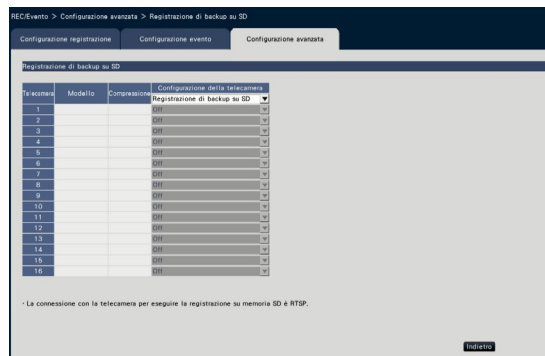 REC/Evento > Configurazione avanzata > Registrazione di backup su SD
Configurazione registrazione Configurazione evento Configurazione avanzata
Registrazione di backup su SD
Telecamera Modello Compressione Configurazione della telecamera
Registrazione di backup su SD
1 Off
2 Off
3 Off
4 Off
5 Off
6 Off
7 Off
8 Off
9 Off
10 Off
11 Off
12 Off
13 Off
14 Off
15 Off
16 Off
· La connessione con la telecamera per eseguire la registrazione su memoria SD é RTSP.
Indietro